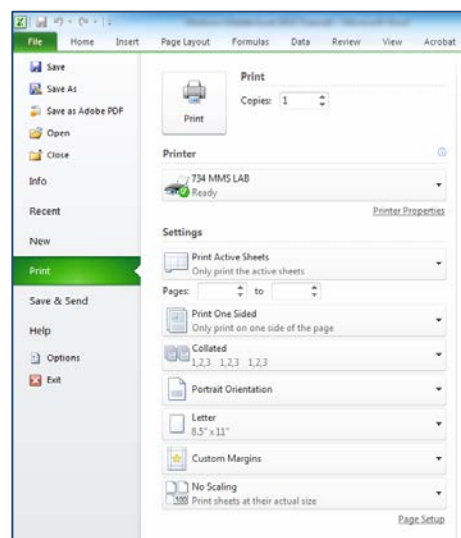 File Home Insert Page Layout Formulas Data Review View Acrobat
Save
Save As
Save as Adobe PDF
Open
Close
Info
Recent
New
Print
Save & Send
Help
Options
Exit
Print
Print
Copies: 1
Printer
734 MMS LAB
Ready
Printer Properties
Settings
Print Active Sheets
Only print the active sheets
Pages: to
Print One Sided
Only print on one side of the page
Collated
1,2,3 1,2,3 1,2,3
Portrait Orientation
Letter
8.5" x 11"
Custom Margins
No Scaling
100
Print sheets at their actual size
Page Setup